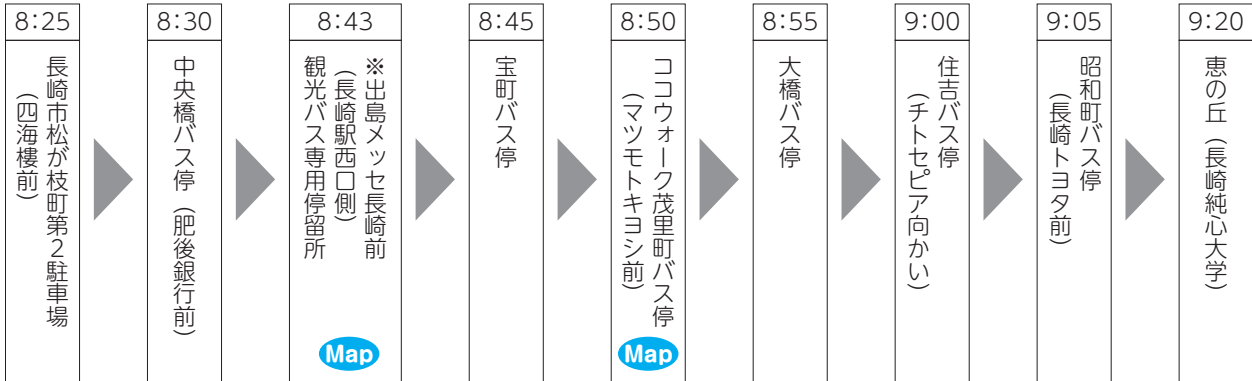 8:25
長崎市松が枝町第2駐車場
(四海樓前)
8:30
中央橋バス停(肥後銀行前)
8:43
※出島メッセ長崎前
(長崎駅西口側)
観光バス専用停留所
Map
8:45
宝町バス停
8:50
ココウォーク茂里町バス停
(マツモトキヨシ前)
Map
8:55
大橋バス停
9:00
住吉バス停
(チトセピア向かい)
9:05
昭和町バス停
(長崎トヨタ前)
9:20
恵の丘(長崎純心大学)